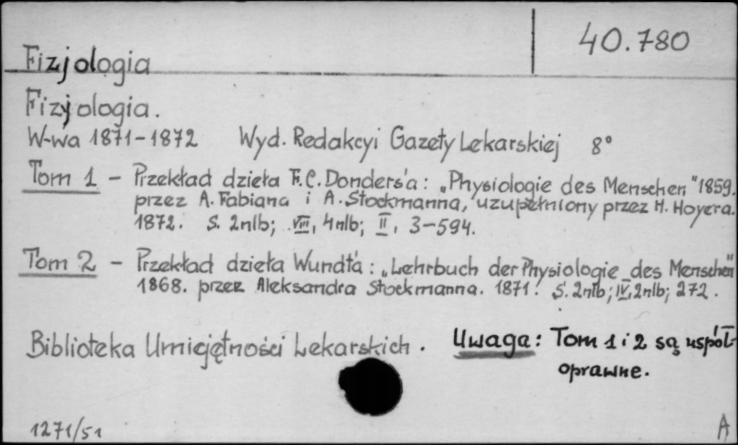 40.780
Fizjologia
Fizyologia.
W-wa 1871-1872 Wyd. Redakcyi Gazety Lekarskiej 8°
Tom 1 - Przekład dzieła F.C. Donders'a: „Physiologie des Menschen" 1859.
przez A. Fabiana i A. Stockmanna, uzupełniony przez H. Hoyera.
1872. S. 2nlb; VIII, 4nlb; II, 3-594.
Tom 2 - Przekład dzieła Wundt'a: „Lehrbuch der Physiologie des Menschen"
1868. przez Aleksandra Stockmanna. 1871. S. 2nlb; IV, 2nlb; 272.
Biblioteka Umiejętności Lekarskich. Uwaga: Tom 1 i 2 są współ-
oprawne.
1271/51 A